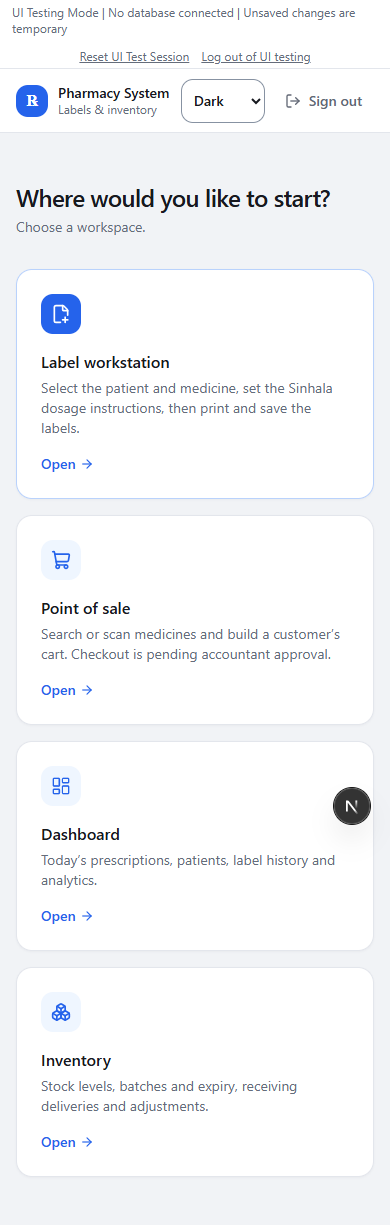 UI Testing Mode | No database connected | Unsaved changes are
temporary
Reset UI Test Session Log out of UI testing
Pharmacy System
Labels & inventory
Dark
Sign out
Where would you like to start?
Choose a workspace.
Label workstation
Select the patient and medicine, set the Sinhala
dosage instructions, then print and save the
labels.
Open →
Point of sale
Search or scan medicines and build a customer's
cart. Checkout is pending accountant approval.
Open →
Dashboard
Today's prescriptions, patients, label history and
analytics.
Open →
N
Inventory
Stock levels, batches and expiry, receiving
deliveries and adjustments.
Open →